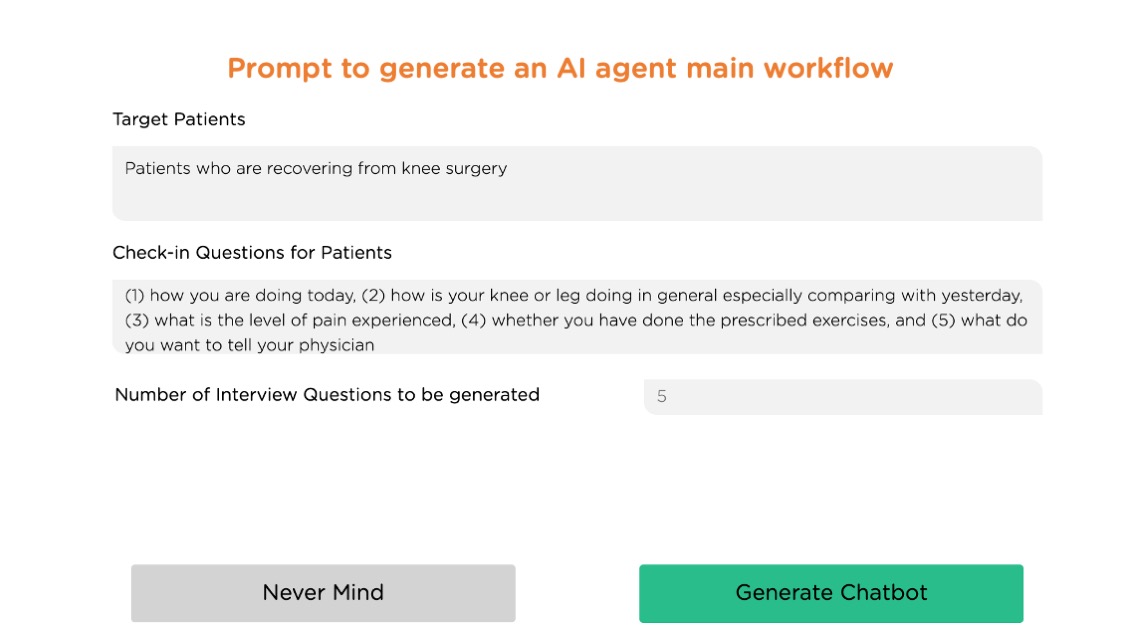 Prompt to generate an AI agent main workflow
Target Patients
Patients who are recovering from knee surgery
Check-in Questions for Patients
(1) how you are doing today, (2) how is your knee or leg doing in general especially comparing with yesterday,
(3) what is the level of pain experienced, (4) whether you have done the prescribed exercises, and (5) what do
you want to tell your physician
Number of Interview Questions to be generated
5
Never Mind
Generate Chatbot